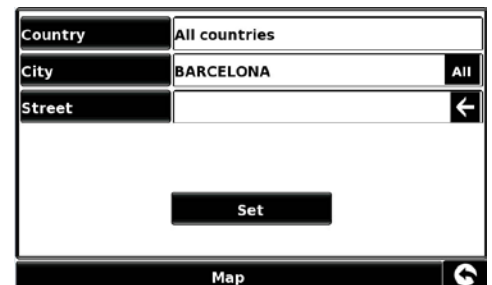 Country All countries
City BARCELONA All
Street
Set
Map